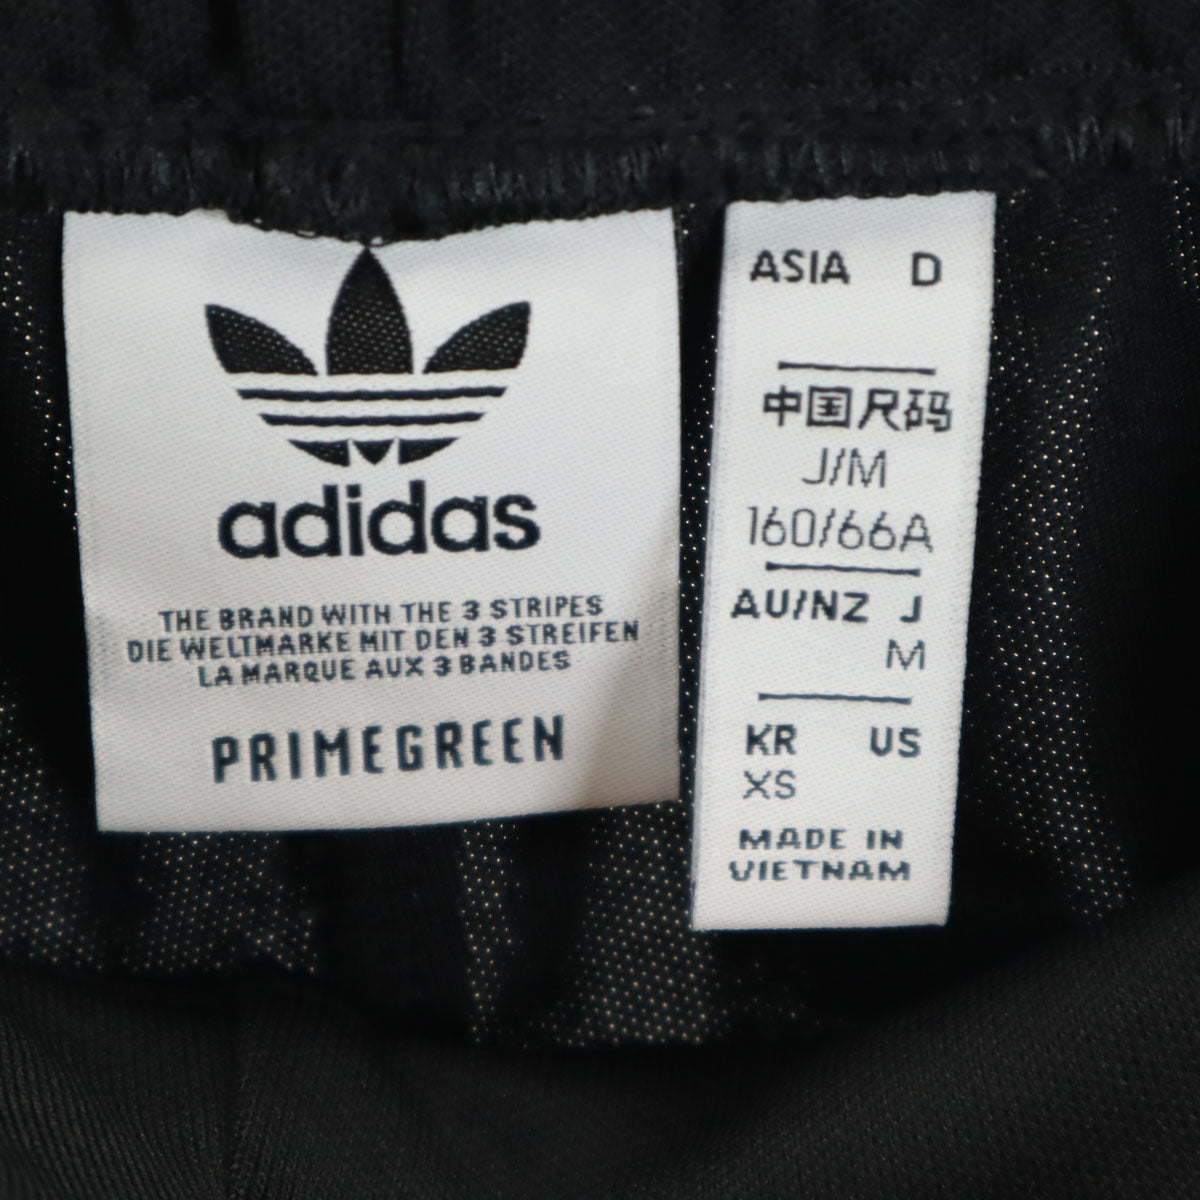 adidas
THE BRAND WITH THE 3 STRIPES
DIE WELTMARKE MIT DEN 3 STREIFEN
LA MARQUE AUX 3 BANDES
PRIMEGREEN
ASIA D
中国尺码
J/M
160/66A
AU/NZ J
M
KR US
XS
MADE IN
VIETNAM